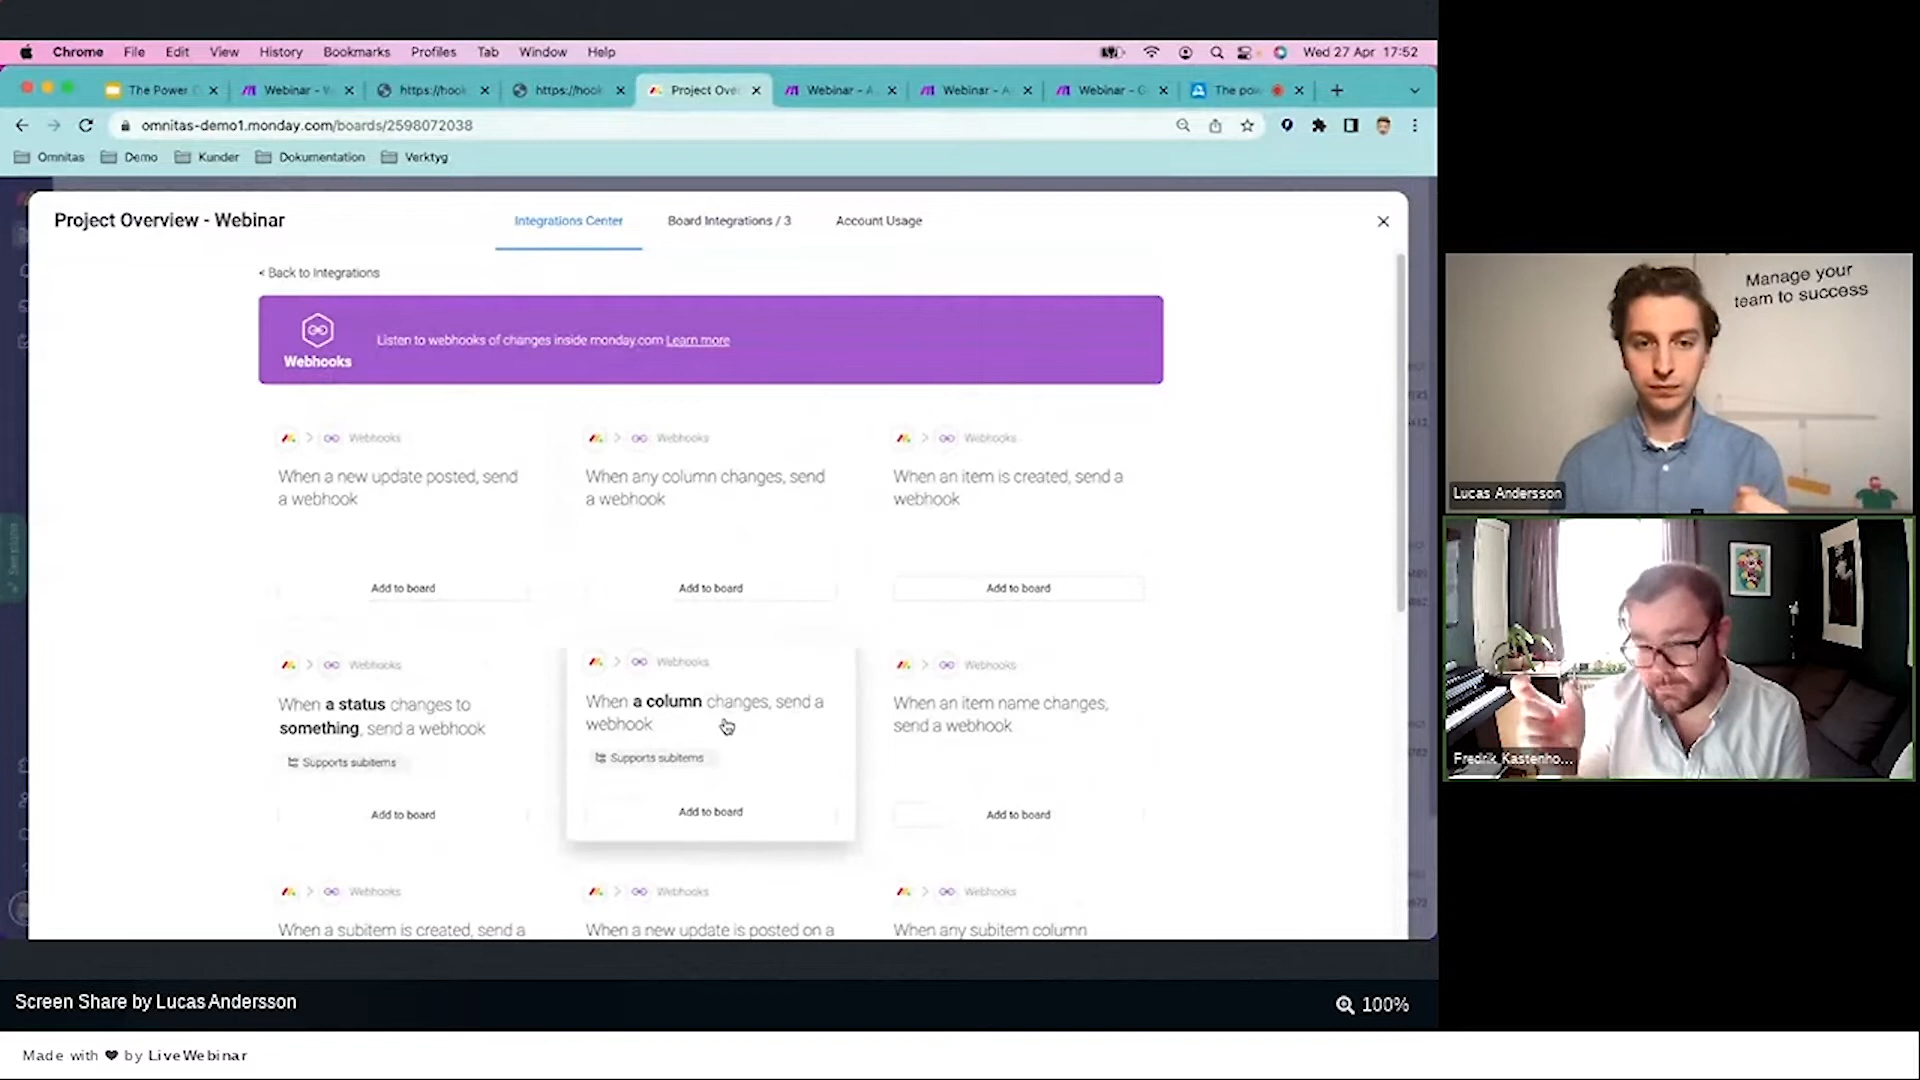 Chrome File Edit View History Bookmarks Profiles Tab Window Help Wed 27 Apr 17:52
The Power Webinar - W https://hook https://hook Project Over Webinar - A Webinar - A Webinar - G The pow
omnitas-demo1.monday.com/boards/2598072038
Omnitas Demo Kunder Dokumentation Verktyg
Project Overview - Webinar
Integrations Center Board Integrations / 3 Account Usage
< Back to Integrations
Webhooks
Listen to webhooks of changes inside monday.com Learn more
Webhooks
When a new update posted, send
a webhook
Add to board
Webhooks
When any column changes, send
a webhook
Add to board
Webhooks
When an item is created, send a
webhook
Add to board
Webhooks
When a status changes to
something, send a webhook
Supports subitems
Add to board
Webhooks
When a column changes, send a
webhook
Supports subitems
Add to board
Webhooks
When an item name changes,
send a webhook
Add to board
Webhooks
When a subitem is created, send a
Webhooks
When a new update is posted on a
Webhooks
When any subitem column
Manage your
team to success
Lucas Andersson
Fredrik Kastenho...
Screen Share by Lucas Andersson
100%
Made with ❤ by LiveWebinar